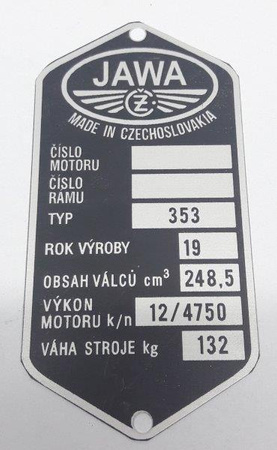 JAWA
ČZ
MADE IN CZECHOSLOVAKIA
ČÍSLO
MOTORU
ČÍSLO
RÁMU
TYP 353
ROK VÝROBY 19
OBSAH VÁLCŮ cm³ 248,5
VÝKON
MOTORU k/n 12/4750
VÁHA STROJE kg 132